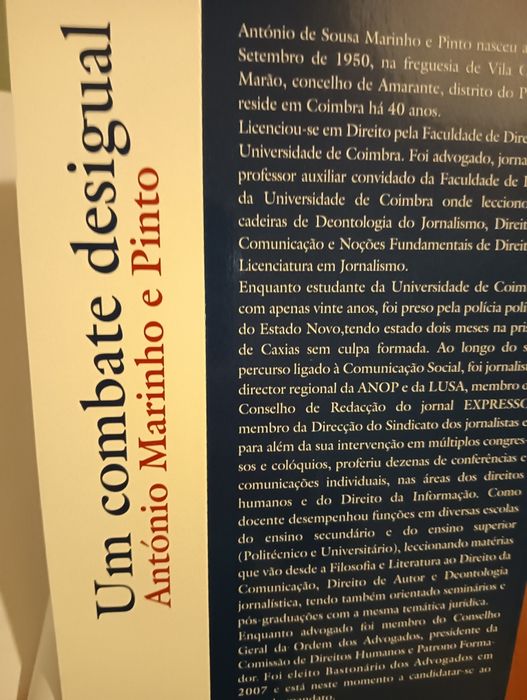 Um combate desigual
António Marinho e Pinto
António de Sousa Marinho e Pinto nasceu a
Setembro de 1950, na freguesia de Vila C
Marão, concelho de Amarante, distrito do P
reside em Coimbra há 40 anos.
Licenciou-se em Direito pela Faculdade de Dire
Universidade de Coimbra. Foi advogado, jorna
professor auxiliar convidado da Faculdade de
da Universidade de Coimbra onde leccion
cadeiras de Deontologia do Jornalismo, Direi
Comunicação e Noções Fundamentais de Direi
Licenciatura em Jornalismo.
Enquanto estudante da Universidade de Coim
com apenas vinte anos, foi preso pela polícia polí
do Estado Novo,tendo estado dois meses na pri
de Caxias sem culpa formada. Ao longo do s
percurso ligado à Comunicação Social, foi jornalis
director regional da ANOP e da LUSA, membro
Conselho de Redacção do jornal EXPRESSO
membro da Direcção do Sindicato dos jornalistas e
para além da sua intervenção em múltiplos congres-
sos e colóquios, proferiu dezenas de conferências e
comunicações individuais, nas áreas dos direitos
humanos e do Direito da Informação. Como
docente desempenhou funções em diversas escolas
do ensino secundário e do ensino superior
(Politécnico e Universitário), leccionando matérias
que vão desde a Filosofia e Literatura ao Direito da
Comunicação, Direito de Autor e Deontologia
jornalística, tendo também orientado seminários e
pós-graduações com a mesma temática jurídica.
Enquanto advogado foi membro do Conselho
Geral da Ordem dos Advogados, presidente da
Comissão de Direitos Humanos e Patrono Forma-
dor. Foi eleito Bastonário dos Advogados em
2007 e está neste momento a candidatar-se ao
mandato.